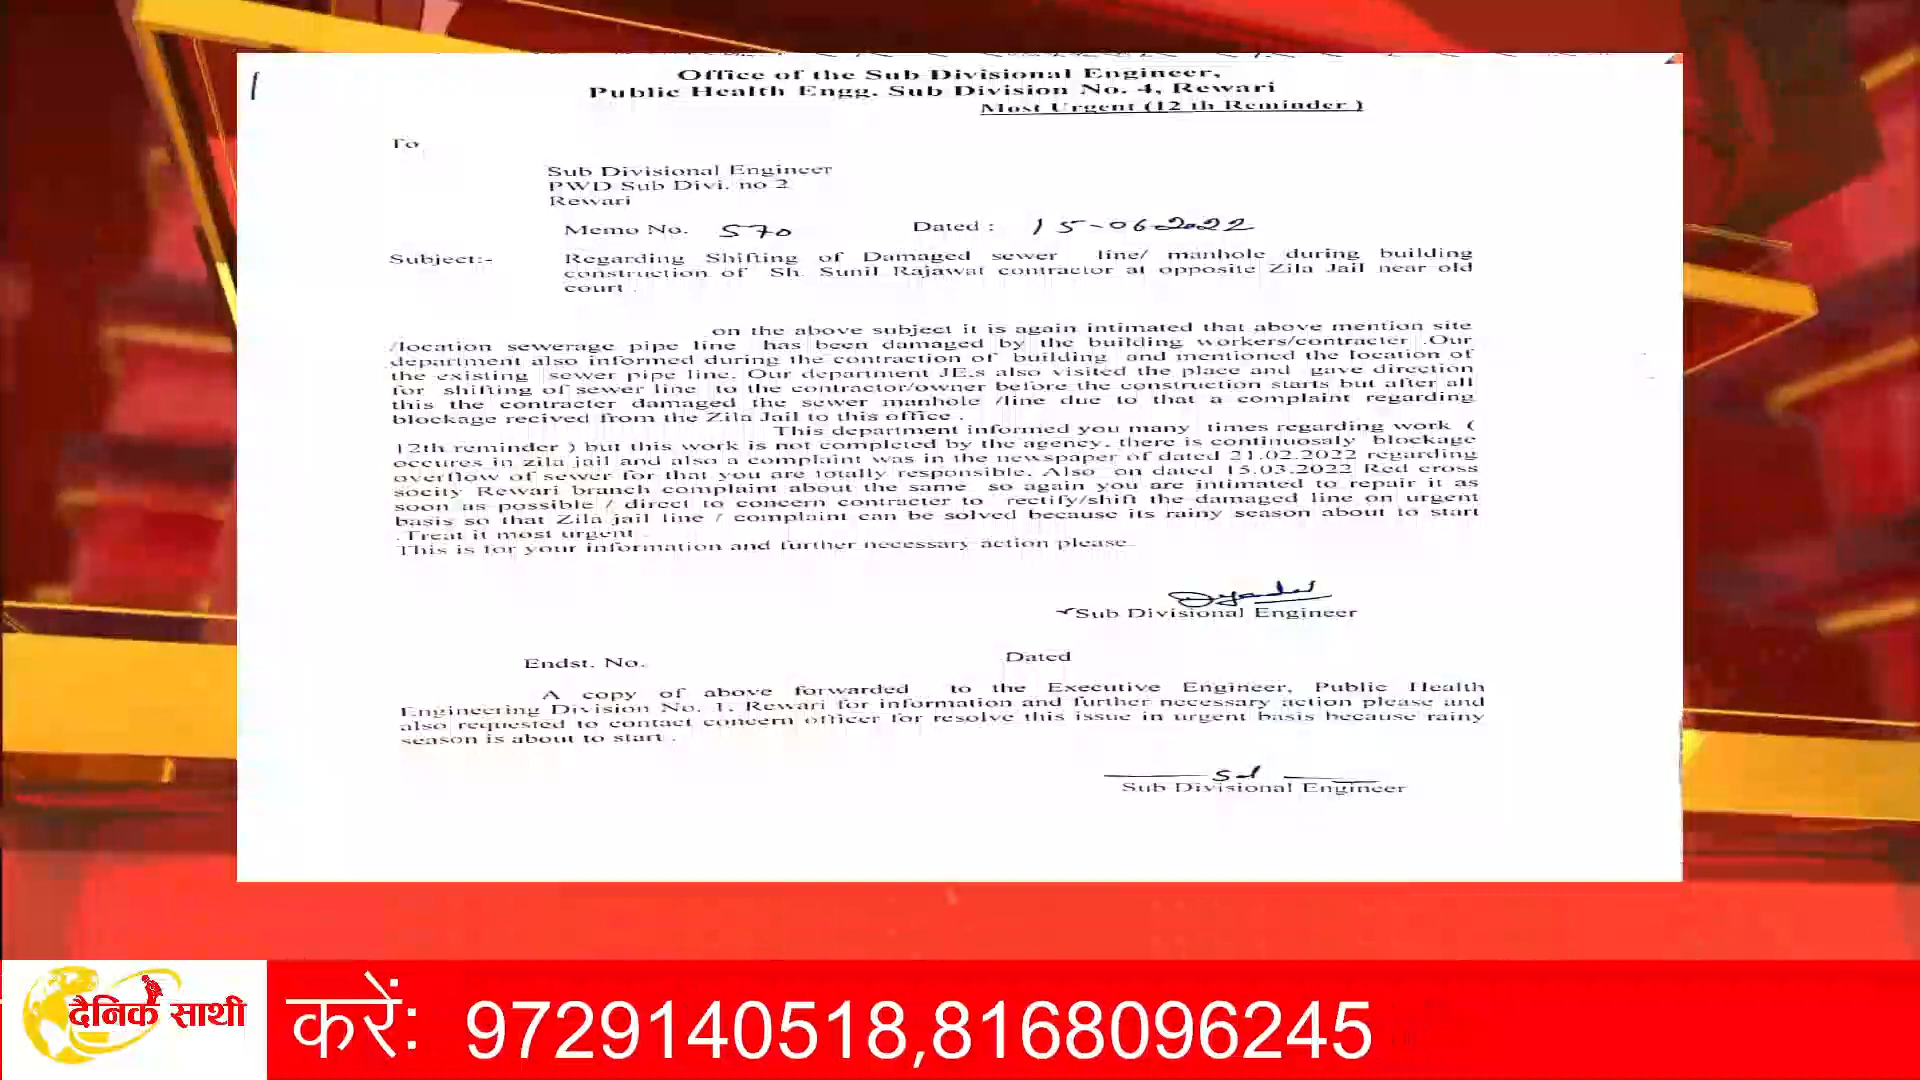 Office of the Sub Divisional Engineer,
Public Health Engg. Sub Division No. 4, Rewari
Most Urgent (12 th Reminder )
To
Sub Divisional Engineer
PWD Sub Divi. no 2
Rewari
Memo No. 570 Dated : 15-06-2022
Subject:- Regarding Shifting of Damaged sewer line/ manhole during building
construction of Sh. Sunil Rajawat contractor at opposite Zila Jail near old
court .
on the above subject it is again intimated that above mention site
/location sewerage pipe line has been damaged by the building workers/contracter .Our
department also informed during the contraction of building and mentioned the location of
the existing sewer pipe line. Our department JE.s also visited the place and gave direction
for shifting of sewer line to the contractor/owner before the construction starts but after all
this the contracter damaged the sewer manhole /line due to that a complaint regarding
blockage recived from the Zila Jail to this office .
This department informed you many times regarding work (
12th reminder ) but this work is not completed by the agency. there is continuosaly blockage
occures in zila jail and also a complaint was in the newspaper of dated 21.02.2022 regarding
overflow of sewer for that you are totally responsible. Also on dated 15.03.2022 Red cross
socity Rewari branch complaint about the same so again you are intimated to repair it as
soon as possible / direct to concern contracter to rectify/shift the damaged line on urgent
basis so that Zila jail line / complaint can be solved because its rainy season about to start
.Treat it most urgent .
This is for your information and further necessary action please
Sub Divisional Engineer
Endst. No. Dated
A copy of above forwarded to the Executive Engineer, Public Health
Engineering Division No. 1, Rewari for information and further necessary action please and
also requested to contact concern officer for resolve this issue in urgent basis because rainy
season is about to start .
Sd
Sub Divisional Engineer
दैनिक साथी
करें: 9729140518,8168096245